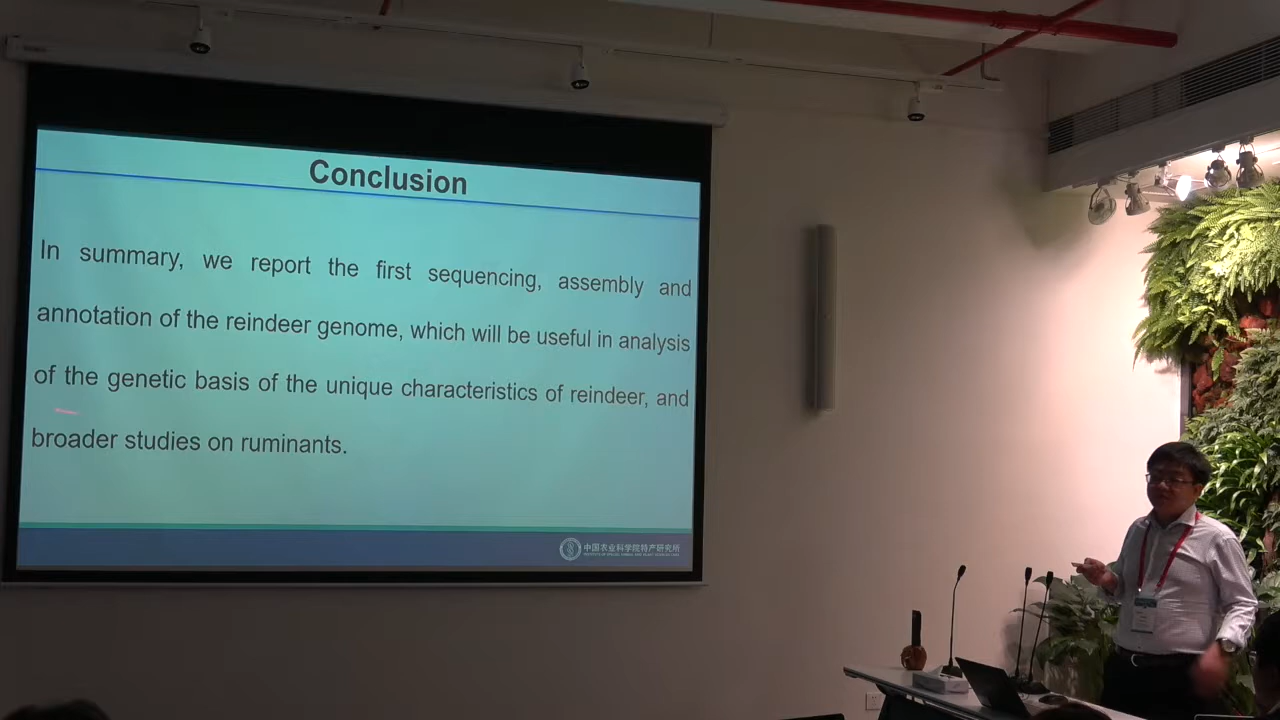 Conclusion
In summary, we report the first sequencing, assembly and
annotation of the reindeer genome, which will be useful in analysis
of the genetic basis of the unique characteristics of reindeer, and
broader studies on ruminants.
中国农业科学院特产研究所